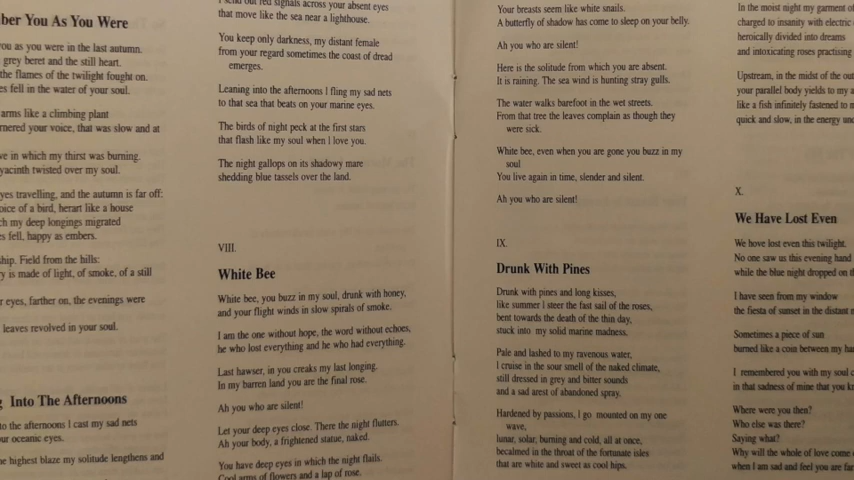 ber You As You Were
you as you were in the last autumn.
grey beret and the still heart.
the flames of the twilight fought on.
es fell in the water of your soul.
arms like a climbing plant
rnered your voice, that was slow and at
ve in which my thirst was burning.
yacinth twisted over my soul.
eyes travelling, and the autumn is far off:
oice of a bird, herart like a house
ch my deep longings migrated
es fell, happy as embers.
ship. Field from the hills:
ry is made of light, of smoke, of a still
r eyes, farther on, the evenings were
leaves revolved in your soul.
g Into The Afternoons
to the afternoons I cast my sad nets
ur oceanic eyes.
e highest blaze my solitude lengthens and
I send out red signals across your absent eyes
that move like the sea near a lighthouse.
You keep only darkness, my distant female
from your regard sometimes the coast of dread
emerges.
Leaning into the afternoons I fling my sad nets
to that sea that beats on your marine eyes.
The birds of night peck at the first stars
that flash like my soul when I love you.
The night gallops on its shadowy mare
shedding blue tassels over the land.
VIII.
White Bee
White bee, you buzz in my soul, drunk with honey,
and your flight winds in slow spirals of smoke.
I am the one without hope, the word without echoes,
he who lost everything and he who had everything.
Last hawser, in you creaks my last longing.
In my barren land you are the final rose.
Ah you who are silent!
Let your deep eyes close. There the night flutters.
Ah your body, a frightened statue, naked.
You have deep eyes in which the night flails.
Cool arms of flowers and a lap of rose.
Your breasts seem like white snails.
A butterfly of shadow has come to sleep on your belly.
Ah you who are silent!
Here is the solitude from which you are absent.
It is raining. The sea wind is hunting stray gulls.
The water walks barefoot in the wet streets.
From that tree the leaves complain as though they
were sick.
White bee, even when you are gone you buzz in my
soul
You live again in time, slender and silent.
Ah you who are silent!
IX.
Drunk With Pines
Drunk with pines and long kisses,
like summer I steer the fast sail of the roses,
bent towards the death of the thin day,
stuck into my solid marine madness.
Pale and lashed to my ravenous water,
I cruise in the sour smell of the naked climate,
still dressed in grey and bitter sounds
and a sad arest of abandoned spray.
Hardened by passions, I go mounted on my one
wave,
lunar, solar, burning and cold, all at once,
becalmed in the throat of the fortunate isles
that are white and sweet as cool hips.
In the moist night my garment of
charged to insanity with electric
heroically divided into dreams
and intoxicating roses practising
Upstream, in the midst of the out
your parallel body yields to my a
like a fish infinitely fastened to m
quick and slow, in the energy und
X.
We Have Lost Even
We hove lost even this twilight.
No one saw us this evening hand
while the blue night dropped on th
I have seen from my window
the fiesta of sunset in the distant m
Sometimes a piece of sun
burned like a coin between my ha
I remembered you with my soul c
in that sadness of mine that you k
Where were you then?
Who else was there?
Saying what?
Why will the whole of love come
when I am sad and feel you are far